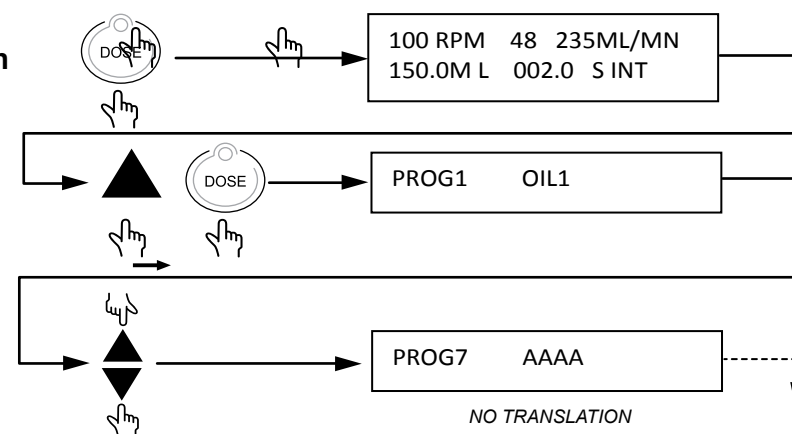 n
DOSE
100 RPM 48 235ML/MN
150.0M L 002.0 S INT
DOSE
PROG1 OIL1
PROG7 AAAA
NO TRANSLATION